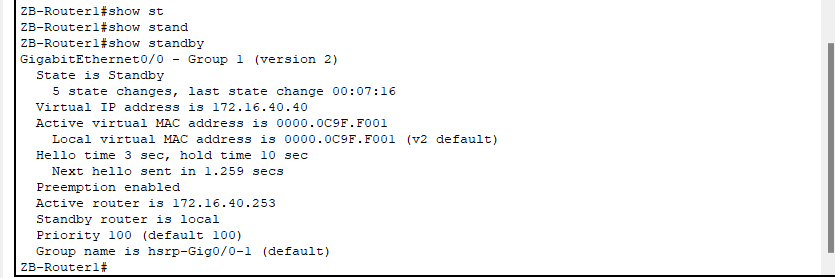 ZB-Router1#show st
ZB-Router1#show stand
ZB-Router1#show standby
GigabitEthernet0/0 - Group 1 (version 2)
State is Standby
5 state changes, last state change 00:07:16
Virtual IP address is 172.16.40.40
Active virtual MAC address is 0000.0C9F.F001
Local virtual MAC address is 0000.0C9F.F001 (v2 default)
Hello time 3 sec, hold time 10 sec
Next hello sent in 1.259 secs
Preemption enabled
Active router is 172.16.40.253
Standby router is local
Priority 100 (default 100)
Group name is hsrp-Gig0/0-1 (default)
ZB-Router1#